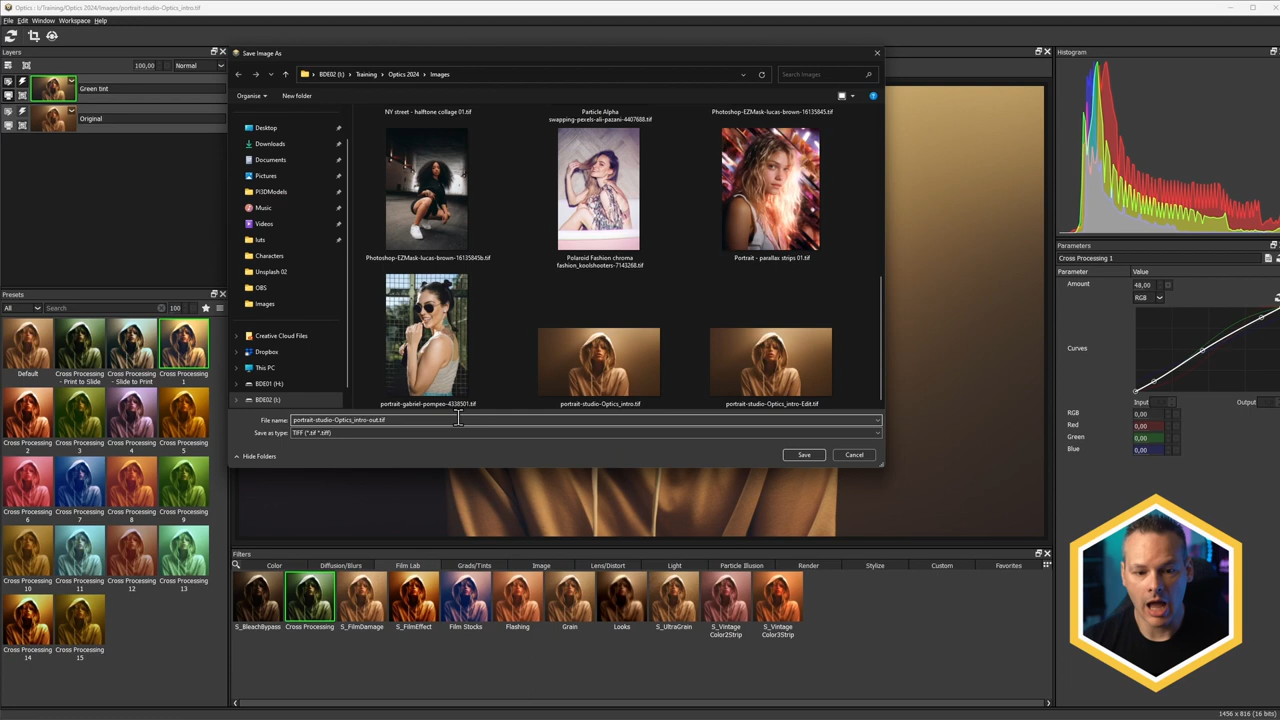 Optics : I:/Training/Optics 2024/Images/portrait-studio-Optics_intro.tif
File Edit Window Workspace Help
Layers
100,00 Normal
Green tint
Original
Presets
All Search 100
Default
Cross Processing - Print to Slide
Cross Processing - Slide to Print
Cross Processing 1
Cross Processing 2
Cross Processing 3
Cross Processing 4
Cross Processing 5
Cross Processing 6
Cross Processing 7
Cross Processing 8
Cross Processing 9
Cross Processing 10
Cross Processing 11
Cross Processing 12
Cross Processing 13
Cross Processing 14
Cross Processing 15
Save Image As
BDE02 (I:) Training Optics 2024 Images
Search Images
Organise New folder
Desktop
Downloads
Documents
Pictures
PI3DModels
Music
Videos
luts
Characters
Unsplash 02
OBS
Images
Creative Cloud Files
Dropbox
This PC
BDE01 (H:)
BDE02 (I:)
NY street - halftone collage 01.tif
Particle Alpha
swapping-pexels-ali-pazani-4407688.tif
Photoshop-EZMask-lucas-brown-16135845.tif
Photoshop-EZMask-lucas-brown-16135845b.tif
Polaroid Fashion chroma
fashion_koolshooters-7143268.tif
Portrait - parallax strips 01.tif
portrait-gabriel-pompeo-4338501.tif
portrait-studio-Optics_intro.tif
portrait-studio-Optics_intro-Edit.tif
File name: portrait-studio-Optics_intro-out.tif
Save as type: TIFF (*.tif *.tiff)
Hide Folders
Save Cancel
Filters
Color Diffusion/Blurs Film Lab Grads/Tints Image Lens/Distort Light Particle Illusion Render Stylize Custom Favorites
S_BleachBypass
Cross Processing
S_FilmDamage
S_FilmEffect
Film Stocks
Flashing
Grain
Looks
S_UltraGrain
S_Vintage Color2Strip
S_Vintage Color3Strip
Histogram
Parameters
Cross Processing 1
Parameter Value
Amount 48,00
RGB
Curves
Input Output
RGB 0,00
Red 0,00
Green 0,00
Blue 0,00
1456 x 816 (16 bits)